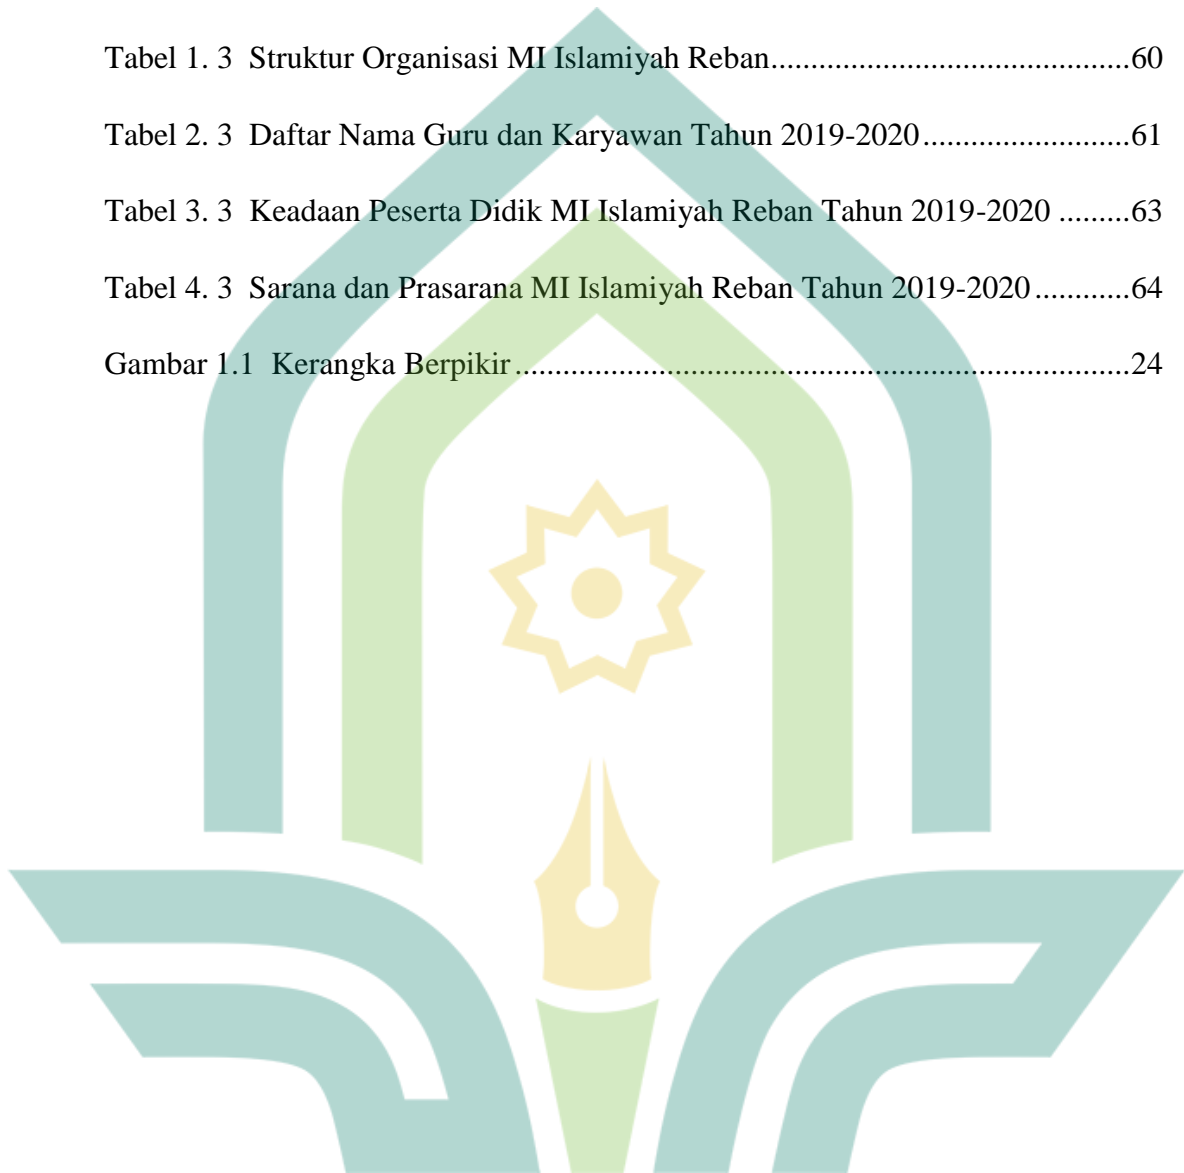 Tabel 1. 3  Struktur Organisasi MI Islamiyah Reban......................................60
Tabel 2. 3  Daftar Nama Guru dan Karyawan Tahun 2019-2020..........................61
Tabel 3. 3  Keadaan Peserta Didik MI Islamiyah Reban Tahun 2019-2020 .........63
Tabel 4. 3  Sarana dan Prasarana MI Islamiyah Reban Tahun 2019-2020............64
Gambar 1.1  Kerangka Berpikir..............................................................................24